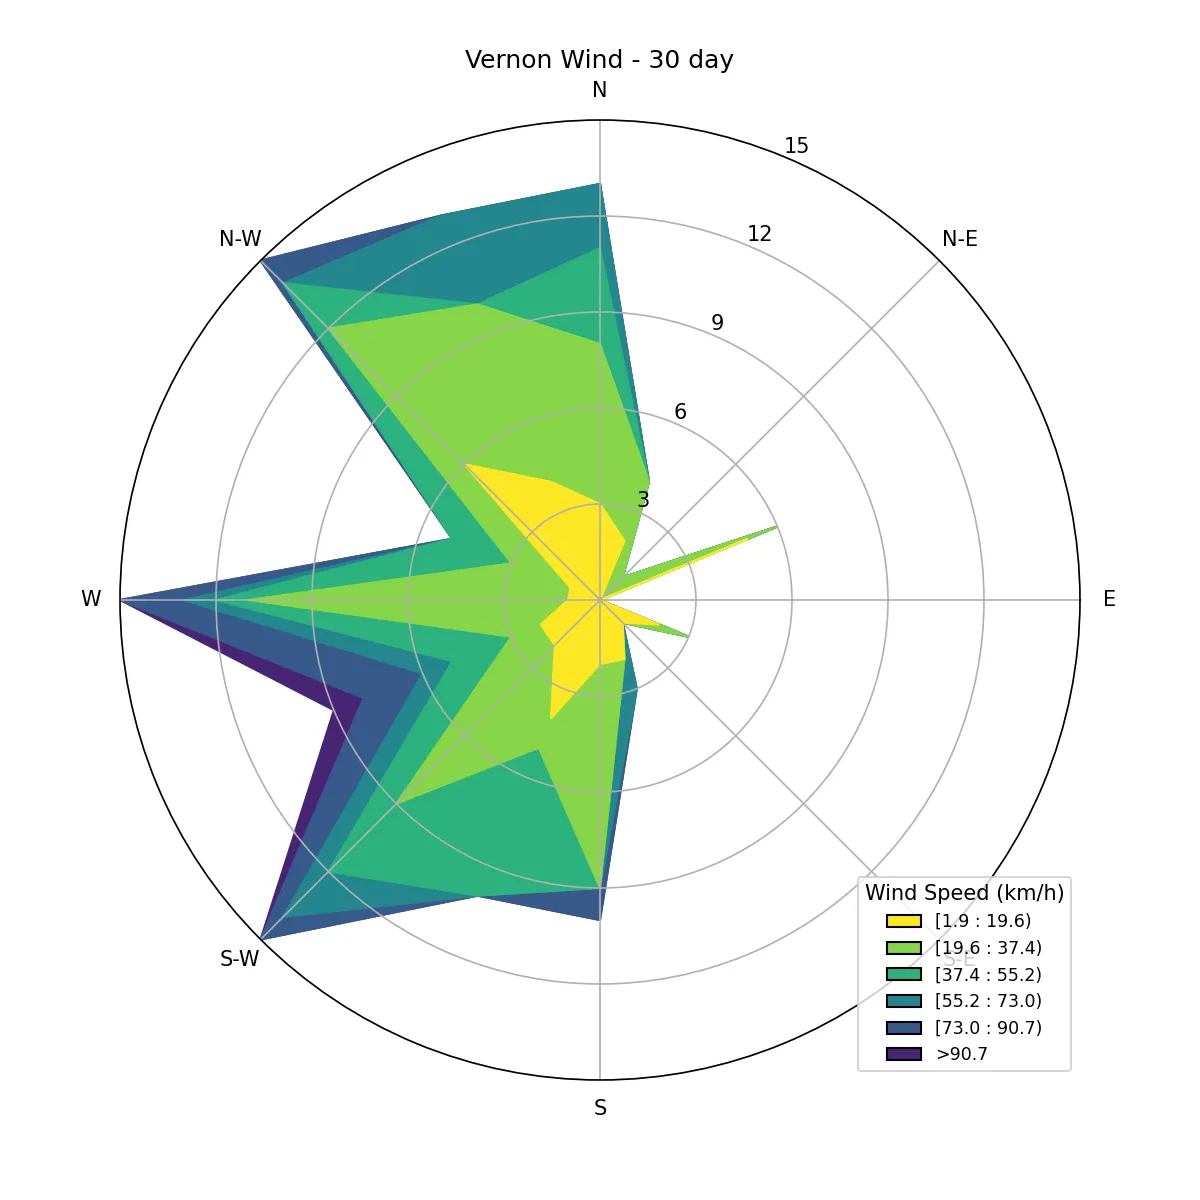 Vernon Wind - 30 day
N
15
12
N-W
N-E
9
6
3
W
E
S-W
S-E
S
Wind Speed (km/h)
[1.9 : 19.6)
[19.6 : 37.4)
[37.4 : 55.2)
[55.2 : 73.0)
[73.0 : 90.7)
>90.7